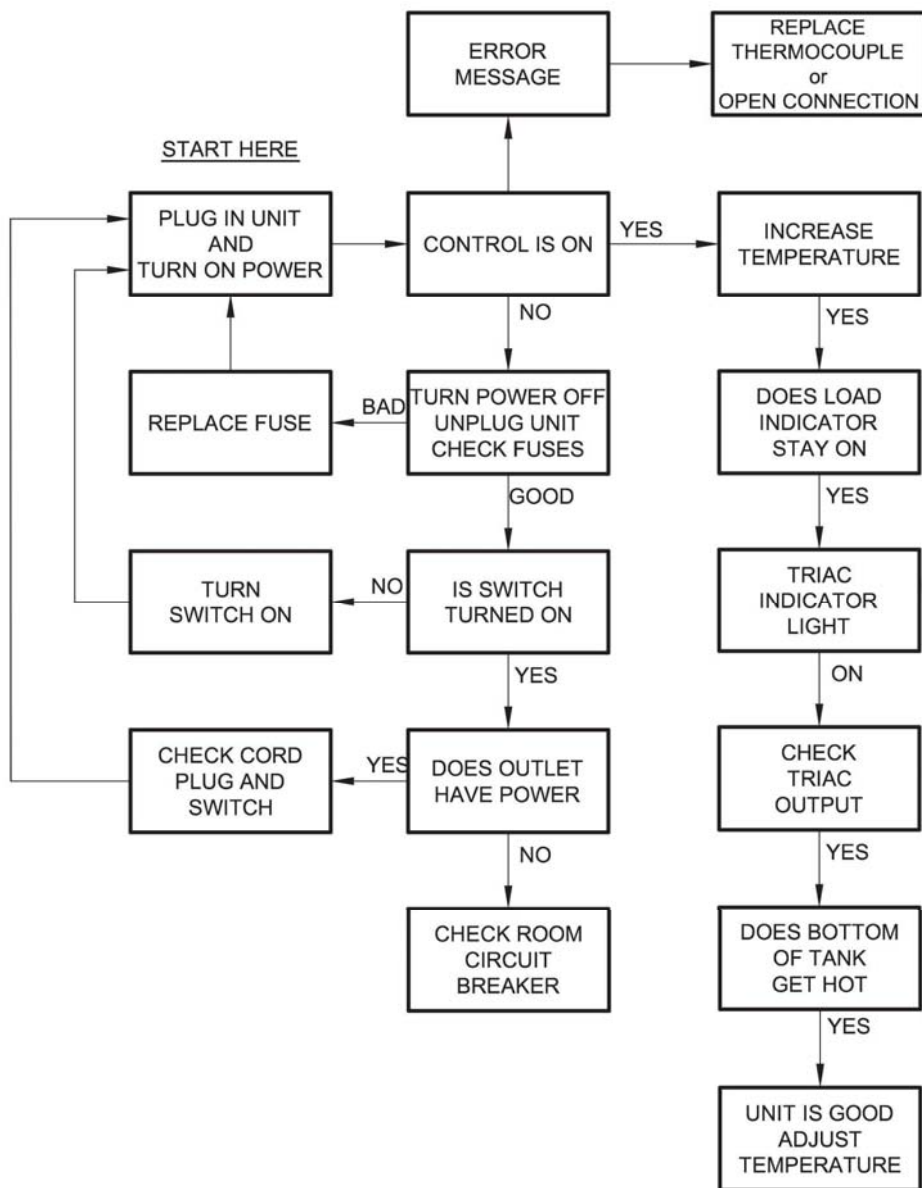 ERROR
MESSAGE
REPLACE
THERMOCOUPLE
or
OPEN CONNECTION
START HERE
PLUG IN UNIT
AND
TURN ON POWER
CONTROL IS ON
YES
INCREASE
TEMPERATURE
NO
YES
REPLACE FUSE
BAD
TURN POWER OFF
UNPLUG UNIT
CHECK FUSES
DOES LOAD
INDICATOR
STAY ON
GOOD
YES
TURN
SWITCH ON
NO
IS SWITCH
TURNED ON
TRIAC
INDICATOR
LIGHT
YES
ON
CHECK CORD
PLUG AND
SWITCH
YES
DOES OUTLET
HAVE POWER
CHECK
TRIAC
OUTPUT
NO
YES
CHECK ROOM
CIRCUIT
BREAKER
DOES BOTTOM
OF TANK
GET HOT
YES
UNIT IS GOOD
ADJUST
TEMPERATURE